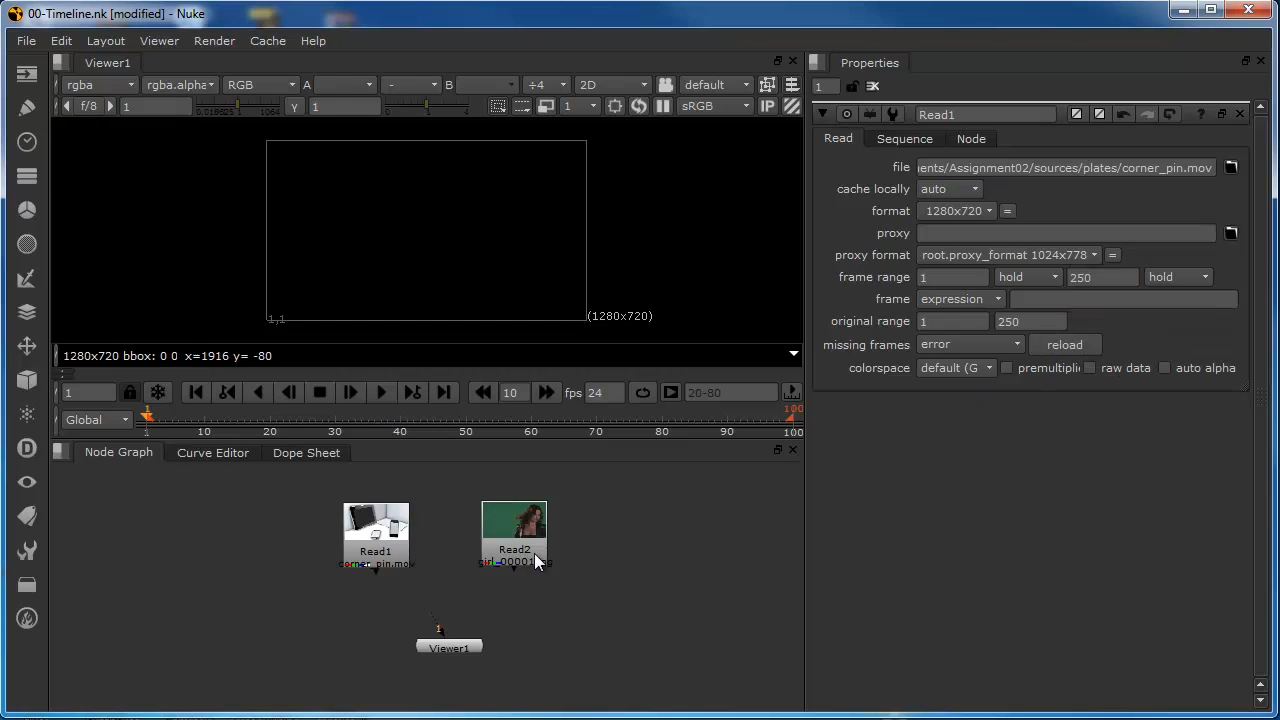 00-Timeline.nk [modified] - Nuke
File Edit Layout Viewer Render Cache Help
Viewer1
rgba rgba.alpha RGB A - B ÷4 2D default
f/8 1 γ 1 1 sRGB IP
1,1
(1280x720)
1280x720 bbox: 0 0 x=1916 y= -80
1 10 fps 24 20-80
Global 1 1 10 20 30 40 50 60 70 80 90 100 100
Node Graph Curve Editor Dope Sheet
Read1
corner_pin.mov
Read2
1
Viewer1
Properties
1
Read1
Read Sequence Node
file ents/Assignment02/sources/plates/corner_pin.mov
cache locally auto
format 1280x720 =
proxy
proxy format root.proxy_format 1024x778 =
frame range 1 hold 250 hold
frame expression
original range 1 250
missing frames error reload
colorspace default (G premultipli raw data auto alpha